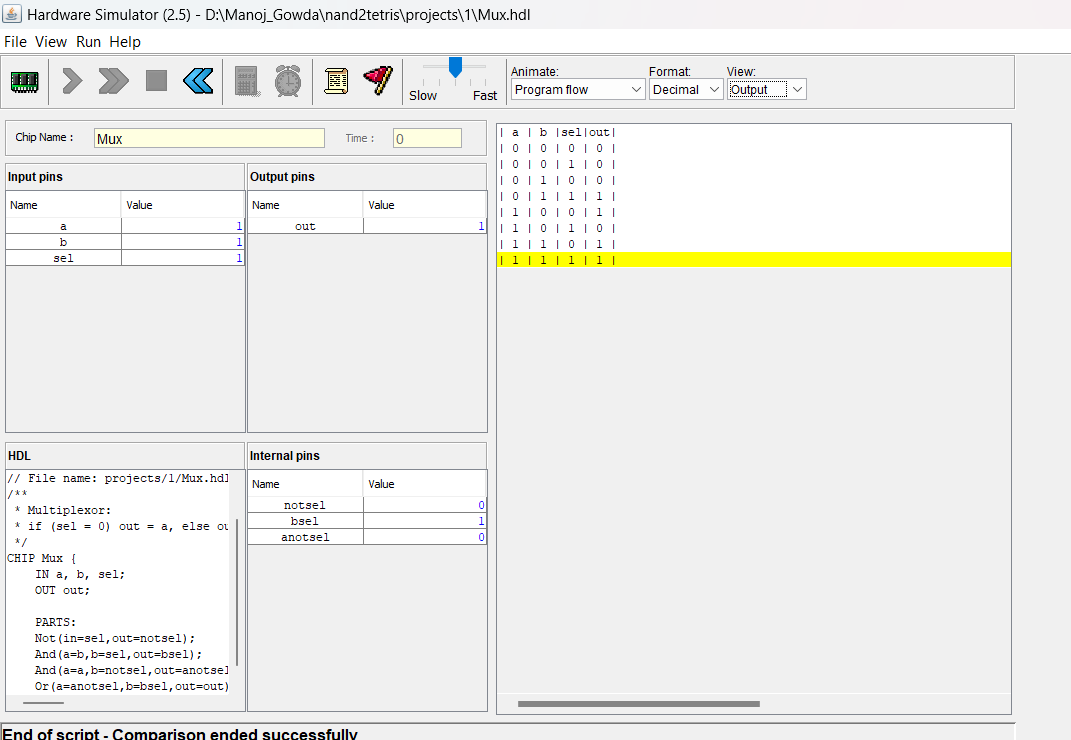 Hardware Simulator (2.5) - D:\Manoj_Gowda\nand2tetris\projects\1\Mux.hdl
File View Run Help
Slow Fast
Animate: Format: View:
Program flow Decimal Output
Chip Name : Mux Time : 0
Input pins
Name Value
a 1
b 1
sel 1
Output pins
Name Value
out 1
| a | b |sel|out|
| 0 | 0 | 0 | 0 |
| 0 | 0 | 1 | 0 |
| 0 | 1 | 0 | 0 |
| 0 | 1 | 1 | 1 |
| 1 | 0 | 0 | 1 |
| 1 | 0 | 1 | 0 |
| 1 | 1 | 0 | 1 |
| 1 | 1 | 1 | 1 |
HDL
// File name: projects/1/Mux.hdl
/**
* Multiplexor:
* if (sel = 0) out = a, else ou
*/
CHIP Mux {
IN a, b, sel;
OUT out;
PARTS:
Not(in=sel,out=notsel);
And(a=b,b=sel,out=bsel);
And(a=a,b=notsel,out=anotsel
Or(a=anotsel,b=bsel,out=out)
Internal pins
Name Value
notsel 0
bsel 1
anotsel 0
End of script - Comparison ended successfully